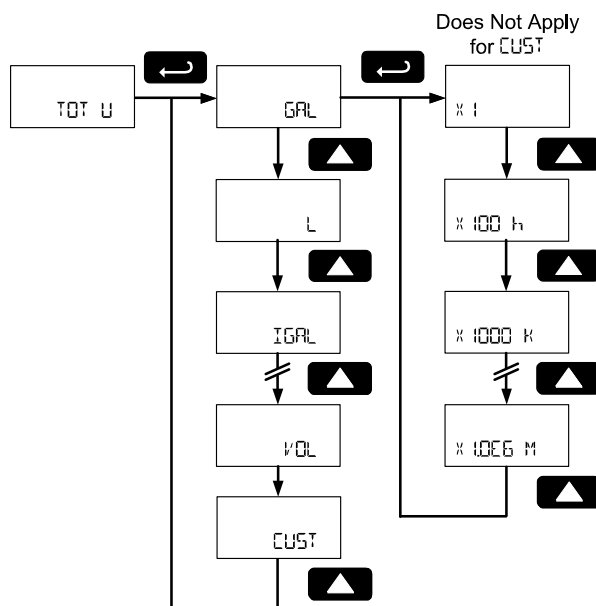 Does Not Apply
for CUST
TOT U
GAL
X 1
L
X 100 h
IGAL
X 1000 K
VOL
X 1.0E6 M
CUST